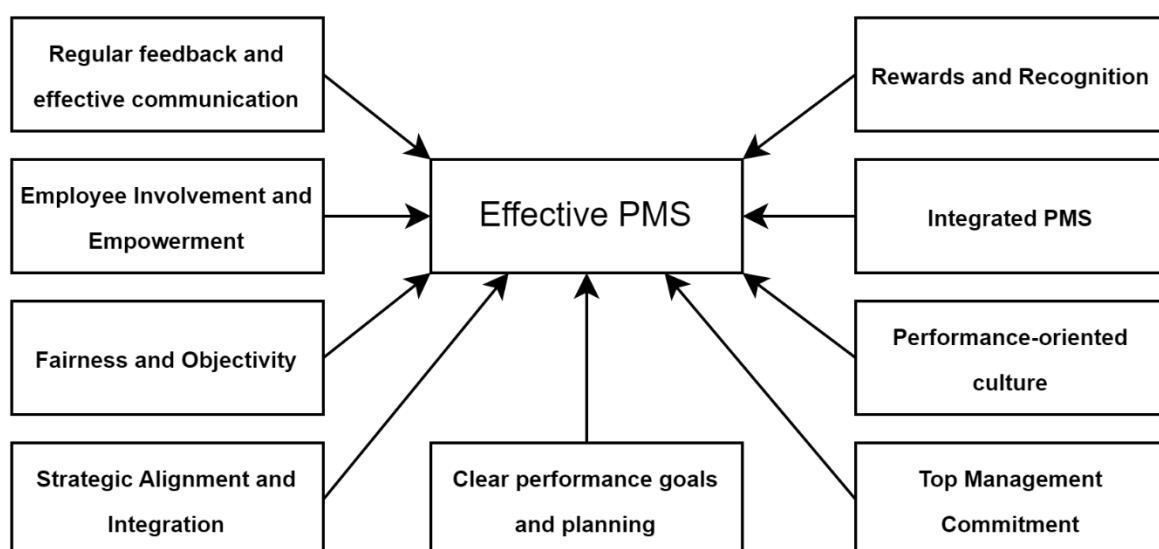 Regular feedback and
effective communication
Rewards and Recognition
Effective PMS
Employee Involvement and
Empowerment
Integrated PMS
Fairness and Objectivity
Performance-oriented
culture
Strategic Alignment and
Integration
Clear performance goals
and planning
Top Management
Commitment